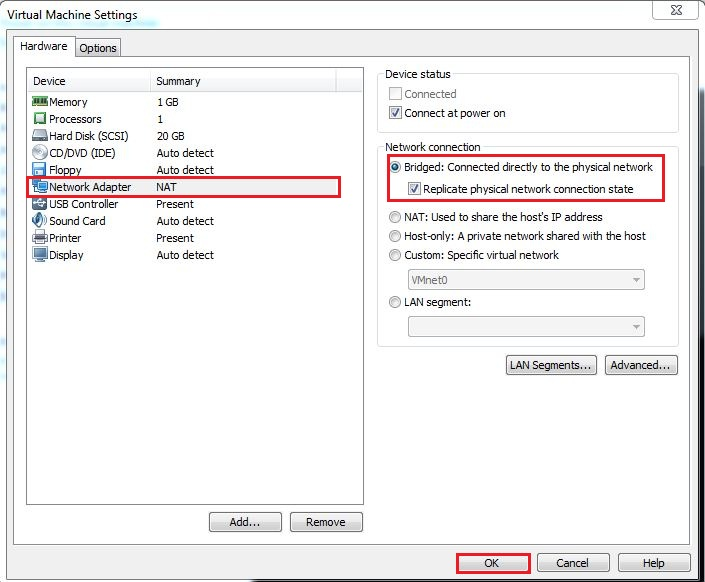 Virtual Machine Settings
Hardware Options
Device Summary
Memory 1 GB
Processors 1
Hard Disk (SCSI) 20 GB
CD/DVD (IDE) Auto detect
Floppy Auto detect
Network Adapter NAT
USB Controller Present
Sound Card Auto detect
Printer Present
Display Auto detect
Add... Remove
Device status
Connected
Connect at power on
Network connection
Bridged: Connected directly to the physical network
Replicate physical network connection state
NAT: Used to share the host's IP address
Host-only: A private network shared with the host
Custom: Specific virtual network
VMnet0
LAN segment:
LAN Segments... Advanced...
OK Cancel Help